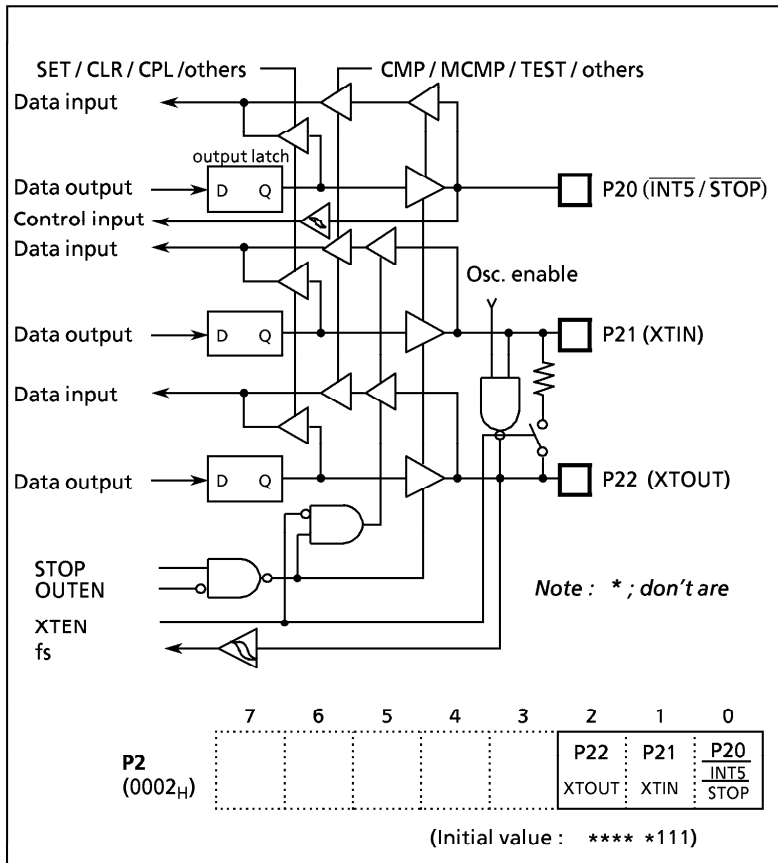 SET / CLR / CPL /others
CMP / MCMP / TEST / others
Data input
output latch
Data output
D Q
P20 (INT5 / STOP)
Control input
Data input
Osc. enable
Data output
D Q
P21 (XTIN)
Data input
Data output
D Q
P22 (XTOUT)
STOP
OUTEN
Note : * ; don't are
XTEN
fs
7 6 5 4 3 2 1 0
P2
(0002H)
P22 P21 P20
XTOUT XTIN INT5
STOP
(Initial value : **** *111)